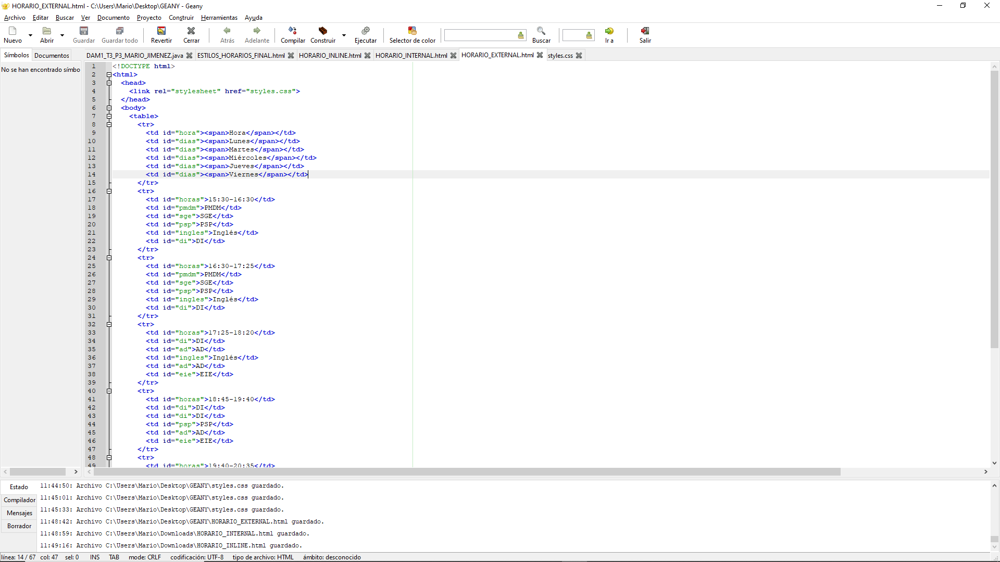 HORARIO_EXTERNAL.html - C:\Users\Mario\Desktop\GEANY - Geany
Archivo Editar Buscar Ver Documento Proyecto Construir Herramientas Ayuda
Nuevo Abrir Guardar Guardar todo Revertir Cerrar Atrás Adelante Compilar Construir Ejecutar Selector de color Buscar Ir a Salir
Símbolos Documentos DAM1_T3_P3_MARIO_JIMENEZ.java ESTILOS_HORARIOS_FINAL.html HORARIO_INLINE.html HORARIO_INTERNAL.html HORARIO_EXTERNAL.html styles.css
No se han encontrado símbo
1 <!DOCTYPE html>
2 <html>
3 <head>
4 <link rel="stylesheet" href="styles.css">
5 </head>
6 <body>
7 <table>
8 <tr>
9 <td id="hora"><span>Hora</span></td>
10 <td id="dias"><span>Lunes</span></td>
11 <td id="dias"><span>Martes</span></td>
12 <td id="dias"><span>Miércoles</span></td>
13 <td id="dias"><span>Jueves</span></td>
14 <td id="dias"><span>Viernes</span></td>
15 </tr>
16 <tr>
17 <td id="horas">15:30-16:30</td>
18 <td id="pmdm">PMDM</td>
19 <td id="sge">SGE</td>
20 <td id="psp">PSP</td>
21 <td id="ingles">Inglés</td>
22 <td id="di">DI</td>
23 </tr>
24 <tr>
25 <td id="horas">16:30-17:25</td>
26 <td id="pmdm">PMDM</td>
27 <td id="sge">SGE</td>
28 <td id="psp">PSP</td>
29 <td id="ingles">Inglés</td>
30 <td id="di">DI</td>
31 </tr>
32 <tr>
33 <td id="horas">17:25-18:20</td>
34 <td id="di">DI</td>
35 <td id="ad">AD</td>
36 <td id="ingles">Inglés</td>
37 <td id="ad">AD</td>
38 <td id="eie">EIE</td>
39 </tr>
40 <tr>
41 <td id="horas">18:45-19:40</td>
42 <td id="di">DI</td>
43 <td id="di">DI</td>
44 <td id="psp">PSP</td>
45 <td id="ad">AD</td>
46 <td id="eie">EIE</td>
47 </tr>
48 <tr>
49 <td id="horas">19:40-20:35</td>
Estado
Compilador
Mensajes
Borrador
11:44:50: Archivo C:\Users\Mario\Desktop\GEANY\styles.css guardado.
11:45:01: Archivo C:\Users\Mario\Desktop\GEANY\styles.css guardado.
11:45:33: Archivo C:\Users\Mario\Desktop\GEANY\styles.css guardado.
11:48:42: Archivo C:\Users\Mario\Desktop\GEANY\HORARIO_EXTERNAL.html guardado.
11:48:59: Archivo C:\Users\Mario\Downloads\HORARIO_INTERNAL.html guardado.
11:49:16: Archivo C:\Users\Mario\Downloads\HORARIO_INLINE.html guardado.
línea: 14 / 67 col: 47 sel: 0 INS TAB mode: CRLF codificación: UTF-8 tipo de archivo: HTML ámbito: desconocido